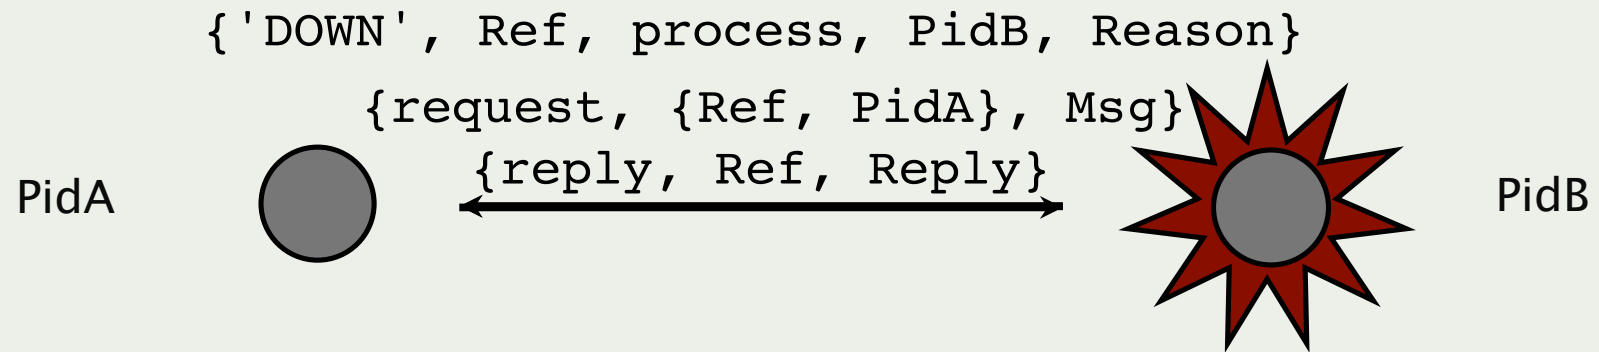 {'DOWN', Ref, process, PidB, Reason}
{request, {Ref, PidA}, Msg}
{reply, Ref, Reply}
PidA
PidB